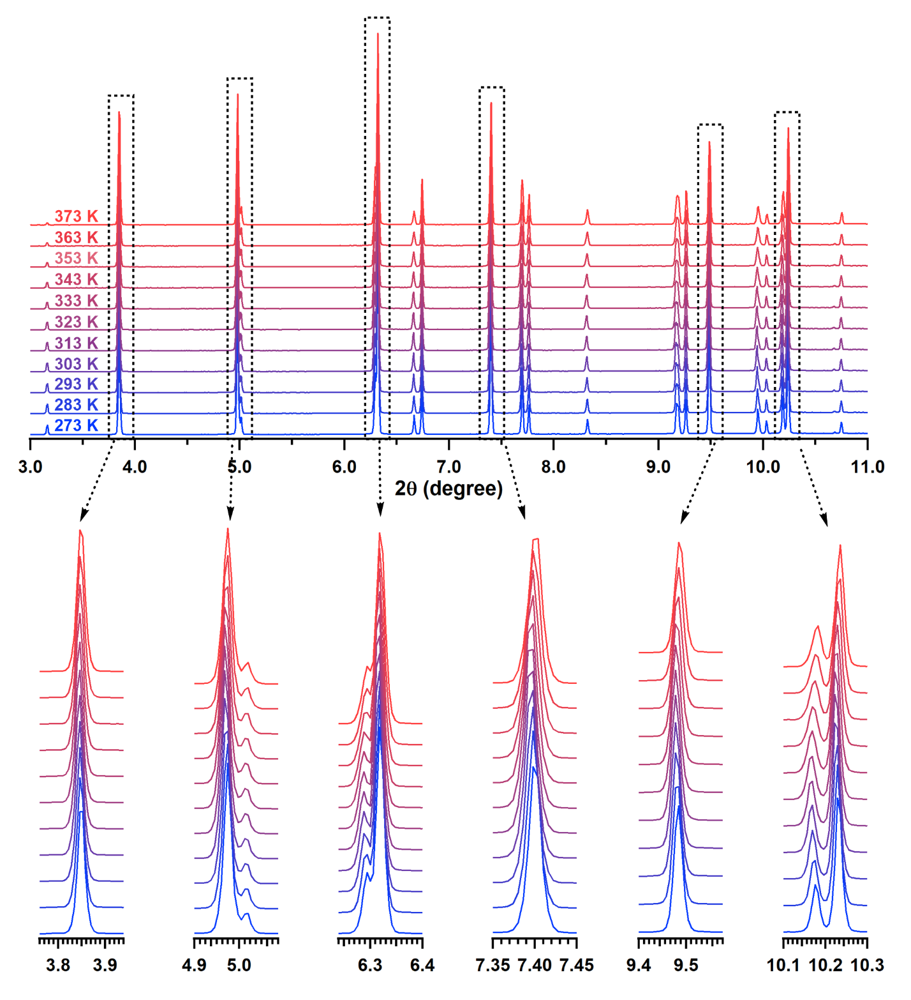 373 K
363 K
353 K
343 K
333 K
323 K
313 K
303 K
293 K
283 K
273 K
3.0 4.0 5.0 6.0 7.0 8.0 9.0 10.0 11.0
2θ (degree)
3.8 3.9 4.9 5.0 6.3 6.4 7.35 7.40 7.45 9.4 9.5 10.1 10.2 10.3